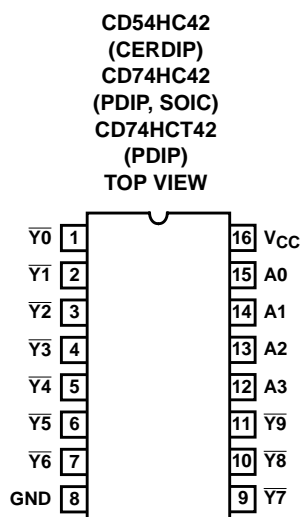 CD54HC42
(CERDIP)
CD74HC42
(PDIP, SOIC)
CD74HCT42
(PDIP)
TOP VIEW
Y0 1 16 VCC
Y1 2 15 A0
Y2 3 14 A1
Y3 4 13 A2
Y4 5 12 A3
Y5 6 11 Y9
Y6 7 10 Y8
GND 8 9 Y7